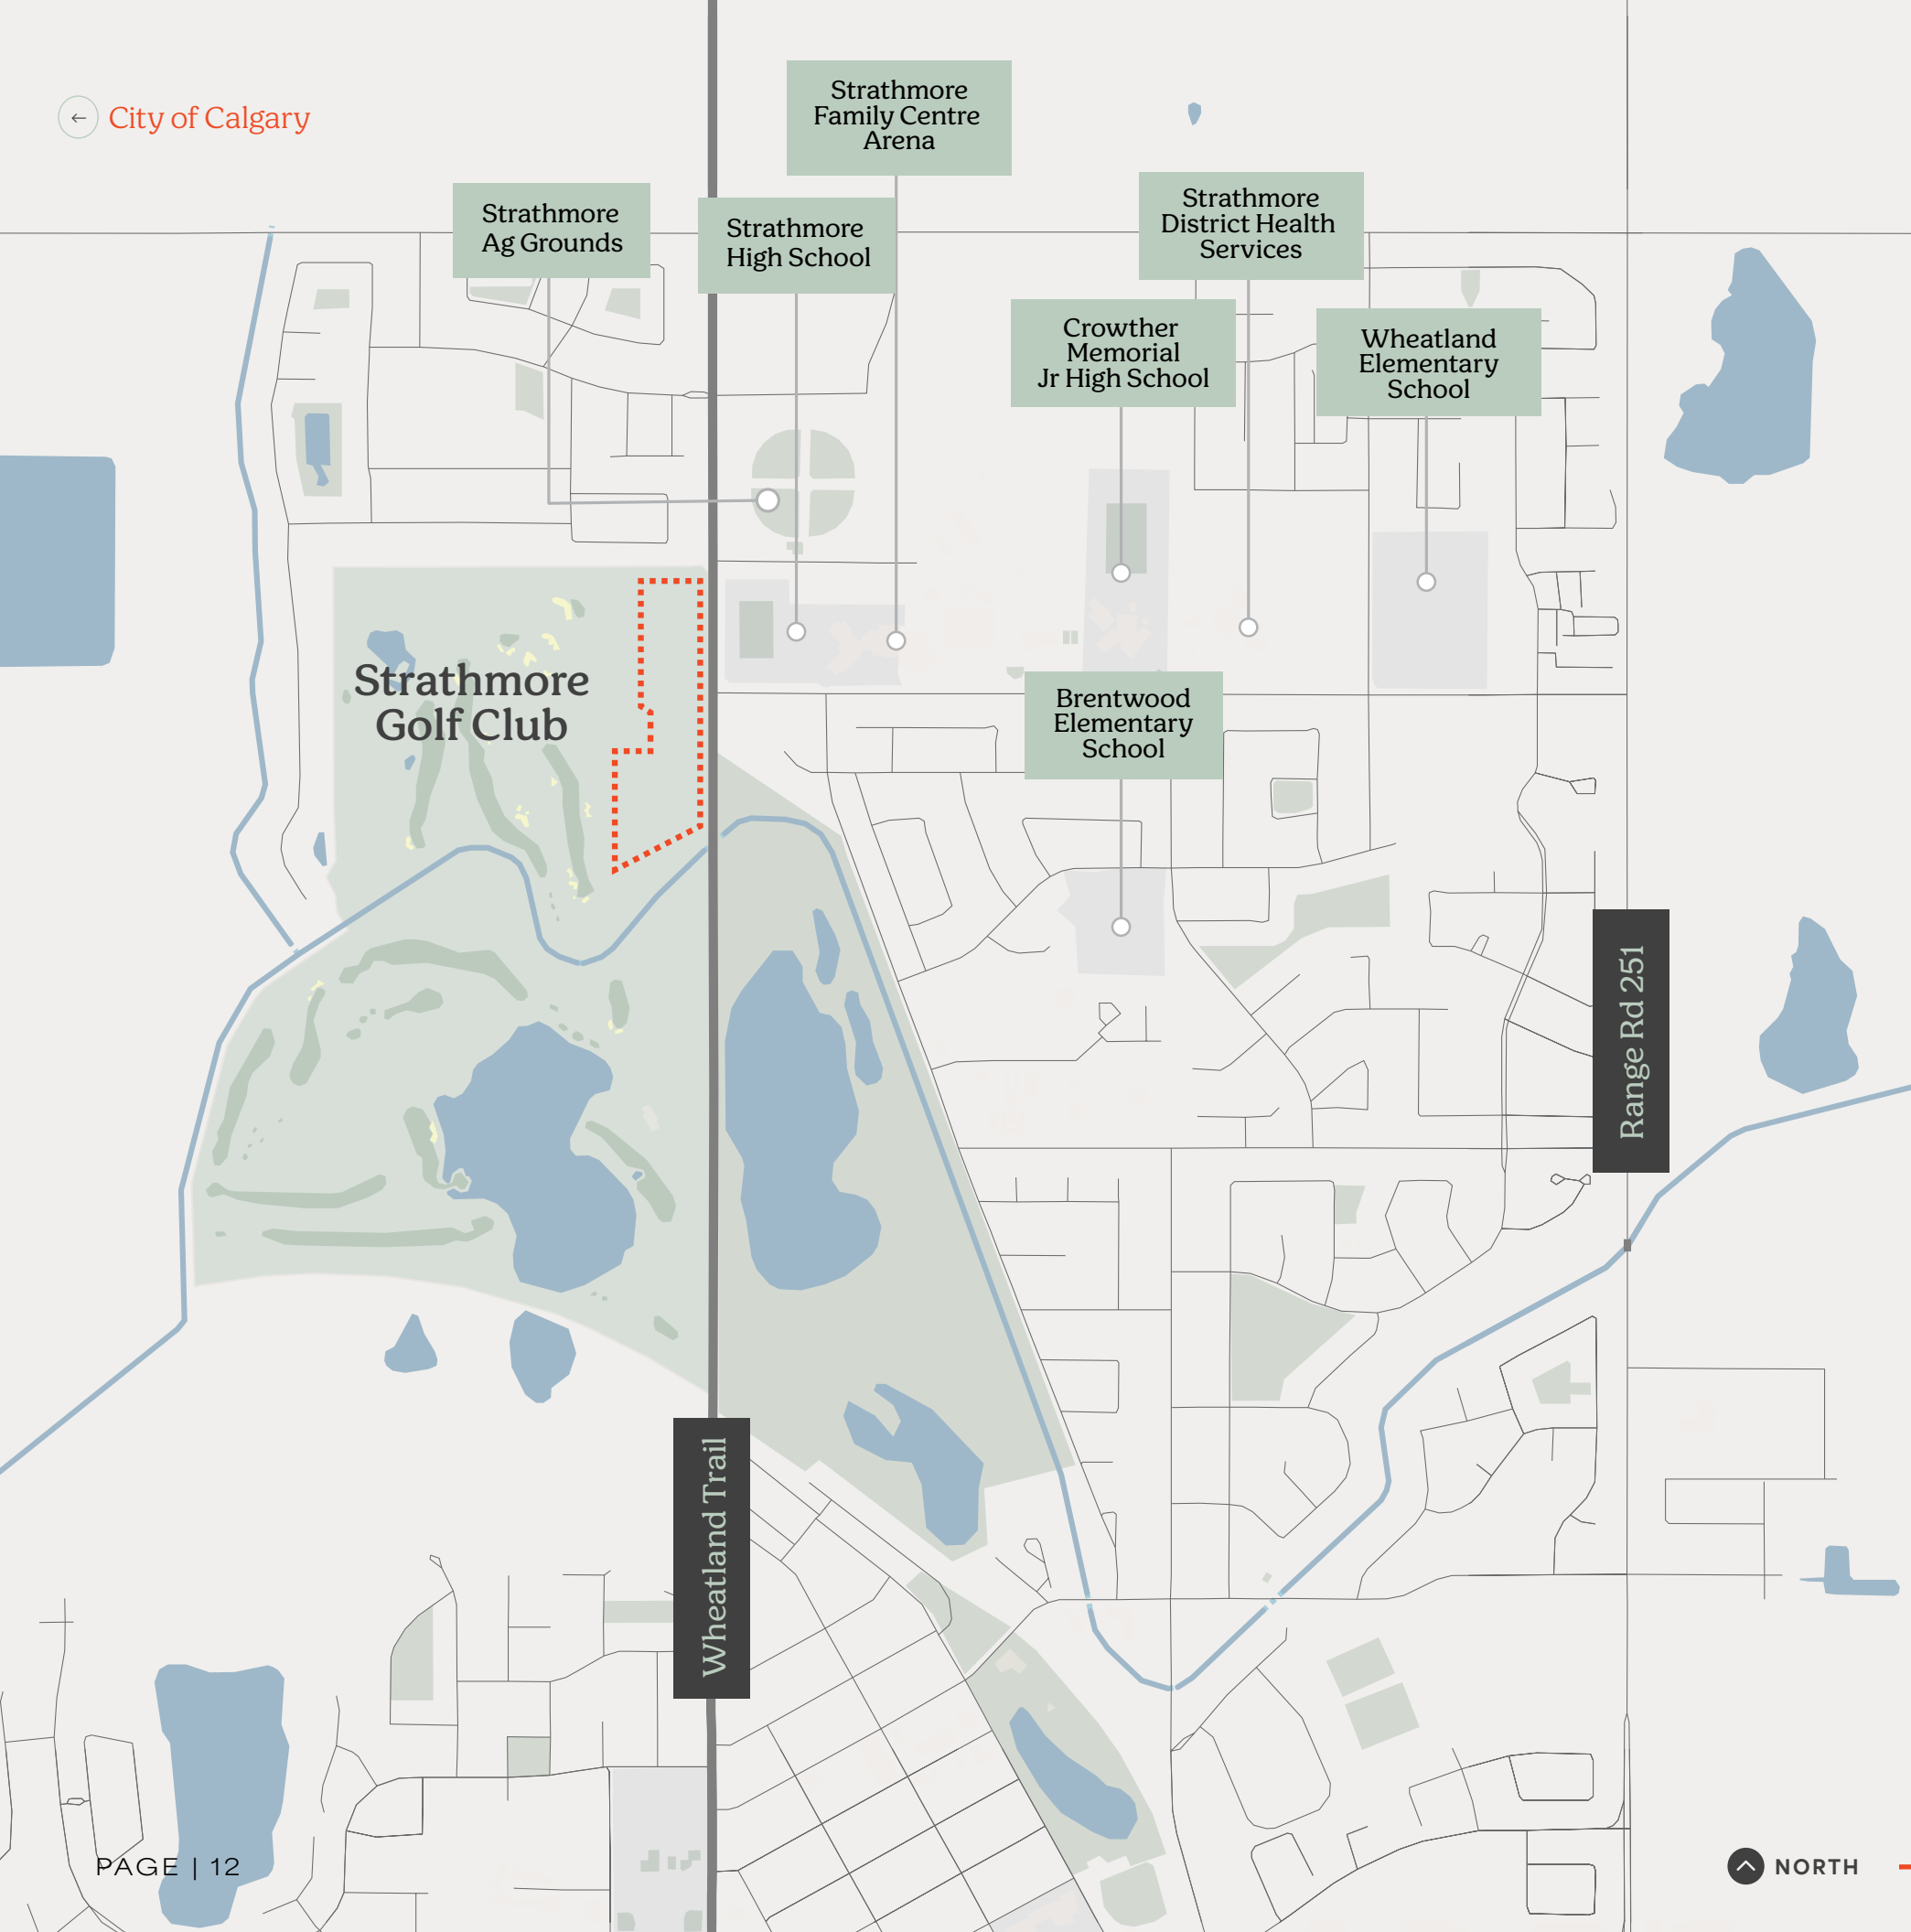 City of Calgary
Strathmore
Family Centre
Arena
Strathmore
Ag Grounds
Strathmore
High School
Strathmore
District Health
Services
Crowther
Memorial
Jr High School
Wheatland
Elementary
School
Strathmore
Golf Club
Brentwood
Elementary
School
Range Rd 251
Wheatland Trail
PAGE | 12
NORTH